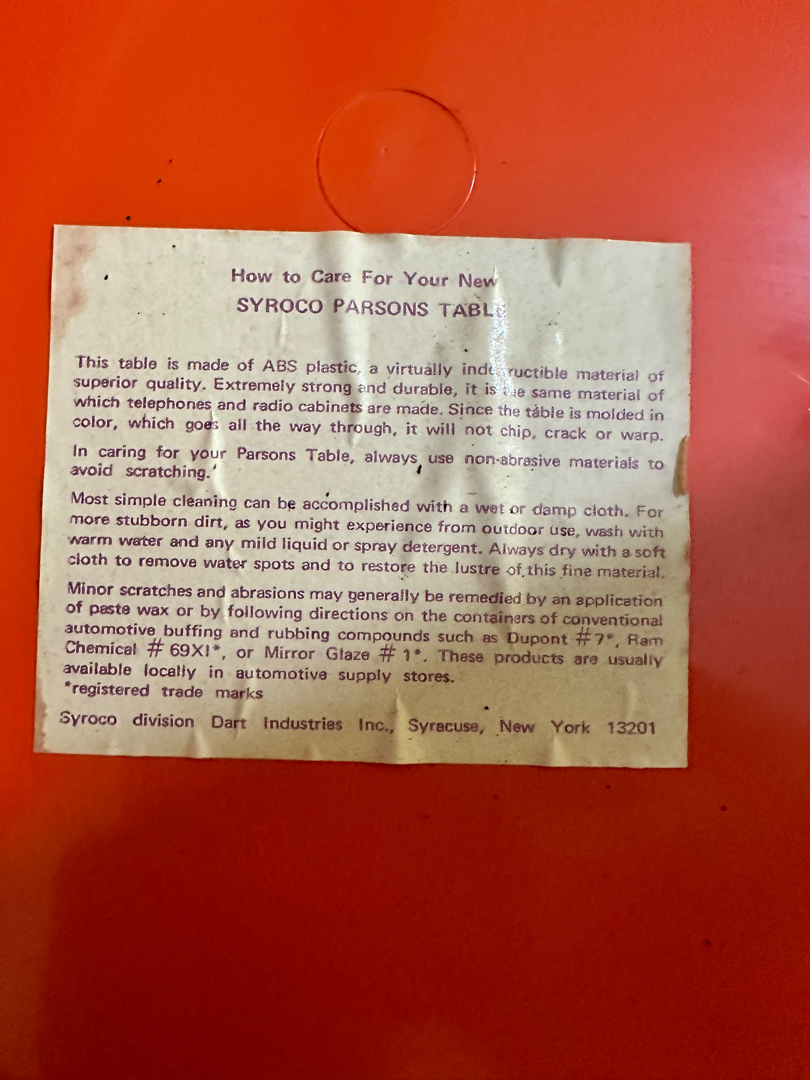 How to Care For Your New
SYROCO PARSONS TABLE
This table is made of ABS plastic, a virtually indestructible material of
superior quality. Extremely strong and durable, it is the same material of
which telephones and radio cabinets are made. Since the table is molded in
color, which goes all the way through, it will not chip, crack or warp.
In caring for your Parsons Table, always use non-abrasive materials to
avoid scratching.
Most simple cleaning can be accomplished with a wet or damp cloth. For
more stubborn dirt, as you might experience from outdoor use, wash with
warm water and any mild liquid or spray detergent. Always dry with a soft
cloth to remove water spots and to restore the lustre of this fine material.
Minor scratches and abrasions may generally be remedied by an application
of paste wax or by following directions on the containers of conventional
automotive buffing and rubbing compounds such as Dupont #7*, Ram
Chemical # 69XI*, or Mirror Glaze # 1*. These products are usually
available locally in automotive supply stores.
*registered trade marks
Syroco division Dart Industries Inc., Syracuse, New York 13201